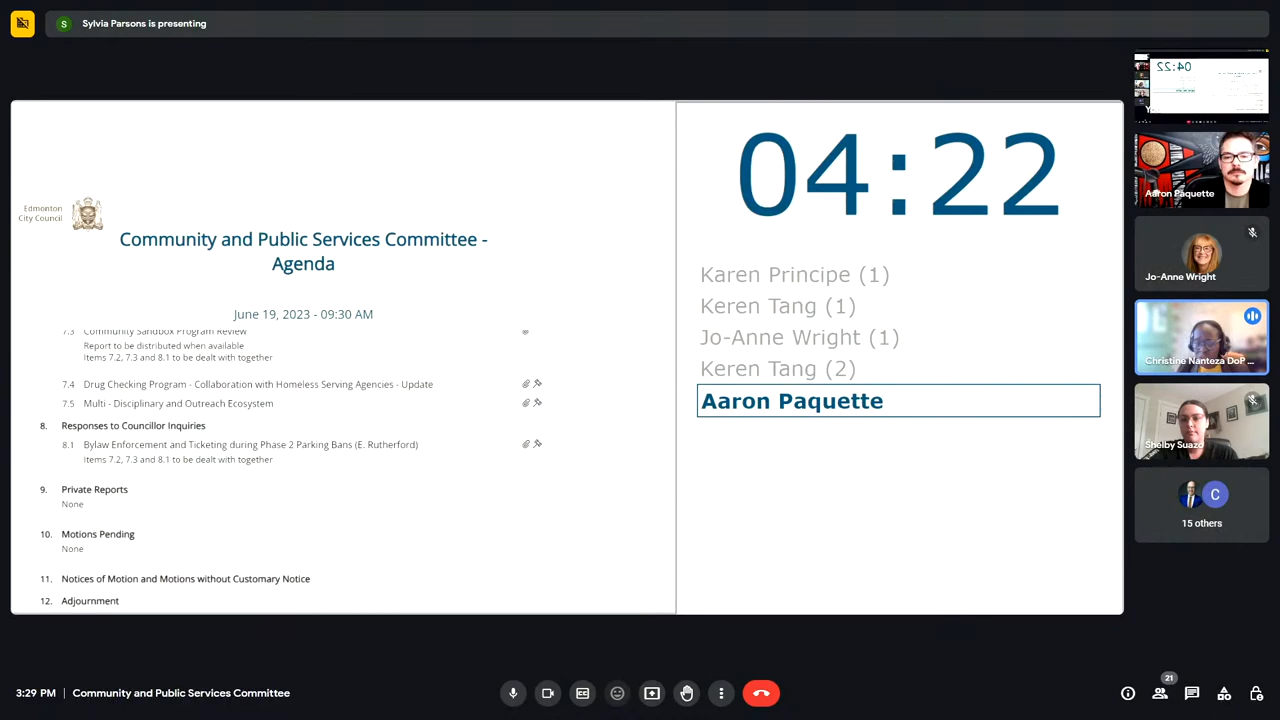 S Sylvia Parsons is presenting
Edmonton
City Council
Community and Public Services Committee -
Agenda
June 19, 2023 - 09:30 AM
7.3 Community Sandbox Program Review
Report to be distributed when available
Items 7.2, 7.3 and 8.1 to be dealt with together
7.4 Drug Checking Program - Collaboration with Homeless Serving Agencies - Update
7.5 Multi - Disciplinary and Outreach Ecosystem
8. Responses to Councillor Inquiries
8.1 Bylaw Enforcement and Ticketing during Phase 2 Parking Bans (E. Rutherford)
Items 7.2, 7.3 and 8.1 to be dealt with together
9. Private Reports
None
10. Motions Pending
None
11. Notices of Motion and Motions without Customary Notice
12. Adjournment
04:22
Karen Principe (1)
Keren Tang (1)
Jo-Anne Wright (1)
Keren Tang (2)
Aaron Paquette
04:22
Aaron Paquette
Jo-Anne Wright
Christine Nanteza DoP ...
Shelby Suazo
C
15 others
3:29 PM | Community and Public Services Committee
21